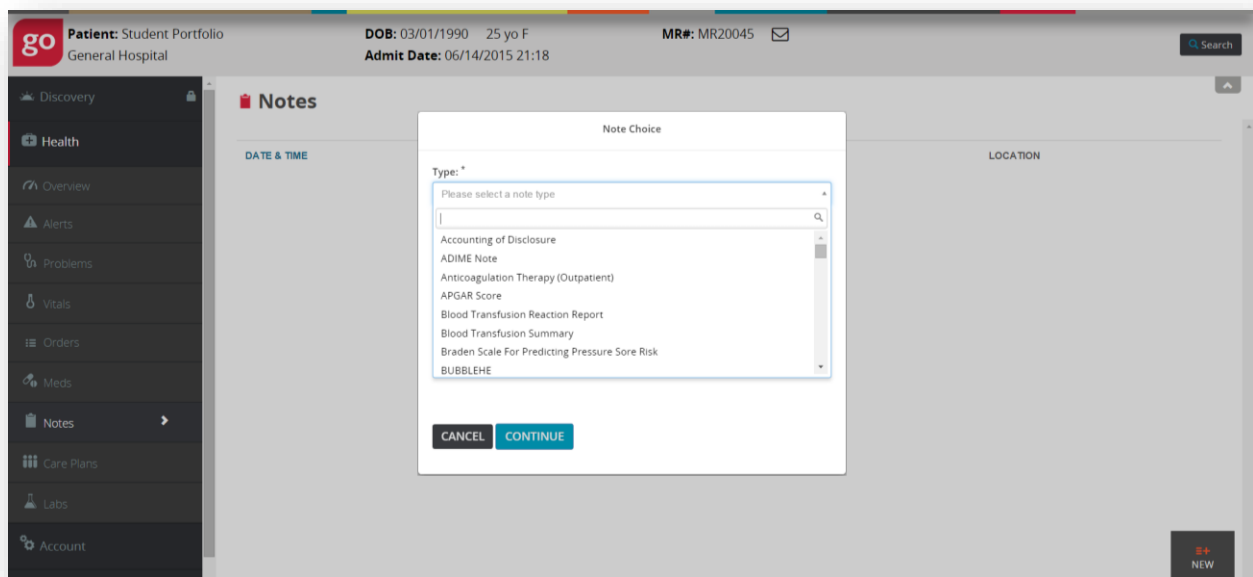 go
Patient: Student Portfolio DOB: 03/01/1990 25 yo F MR#: MR20045
General Hospital Admit Date: 06/14/2015 21:18
Search
Discovery
Health
Overview
Alerts
Problems
Vitals
Orders
Meds
Notes
Care Plans
Labs
Account
Notes
DATE & TIME LOCATION
Note Choice
Type: *
Please select a note type
Accounting of Disclosure
ADIME Note
Anticoagulation Therapy (Outpatient)
APGAR Score
Blood Transfusion Reaction Report
Blood Transfusion Summary
Braden Scale For Predicting Pressure Sore Risk
BUBBLEHE
CANCEL CONTINUE
NEW